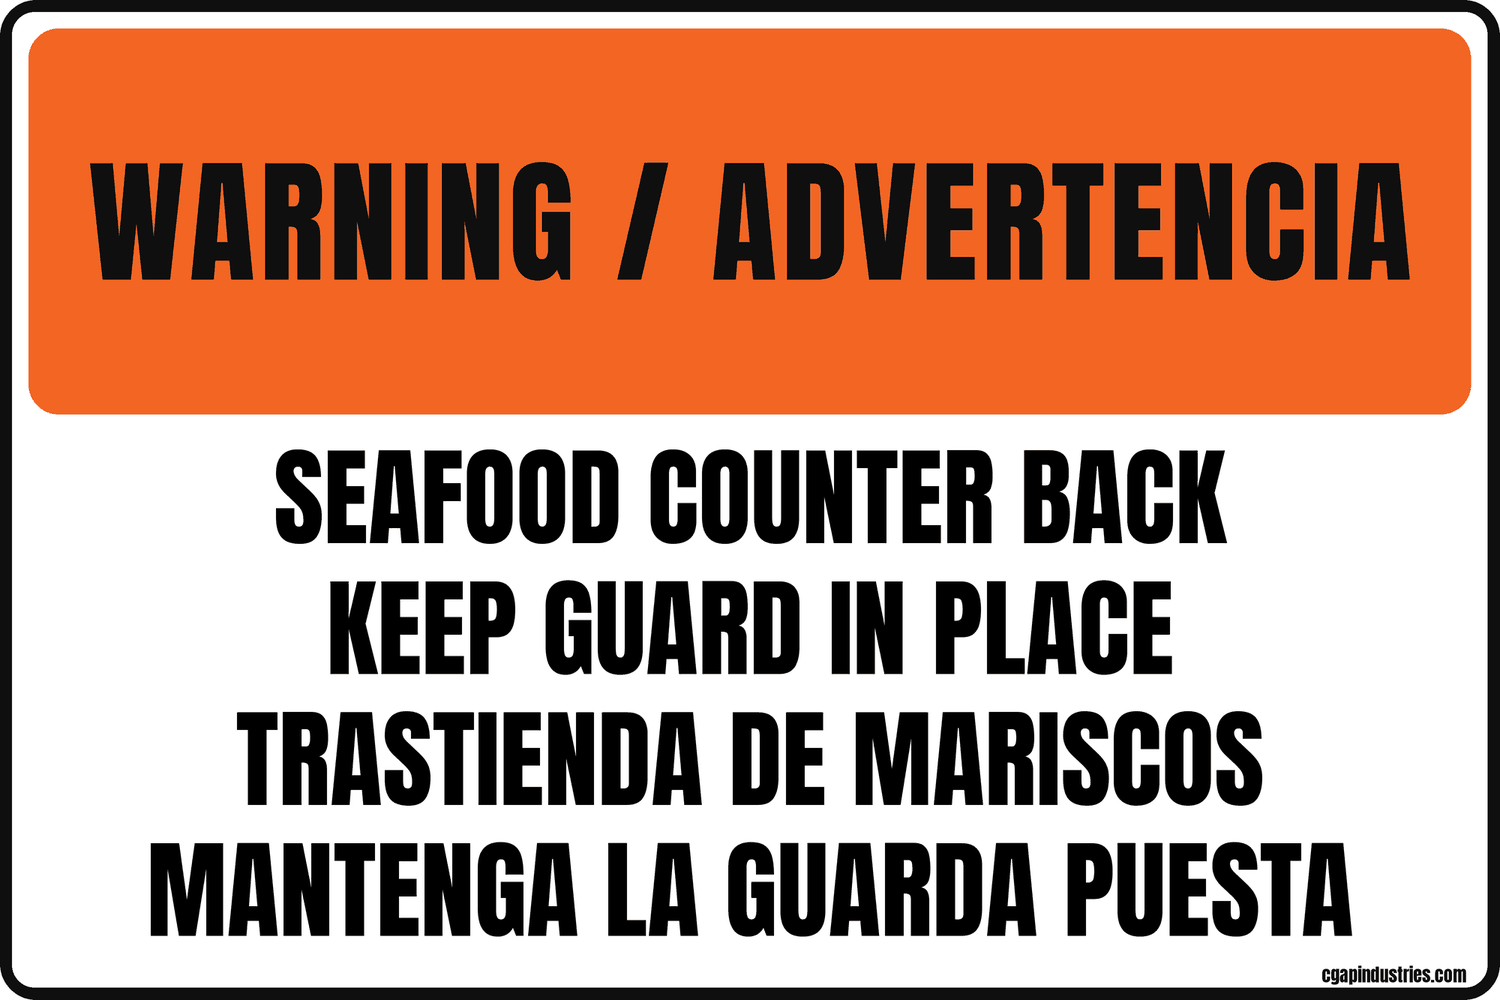 WARNING / ADVERTENCIA
SEAFOOD COUNTER BACK
KEEP GUARD IN PLACE
TRASTIENDA DE MARISCOS
MANTENGA LA GUARDA PUESTA
cgapindustries.com